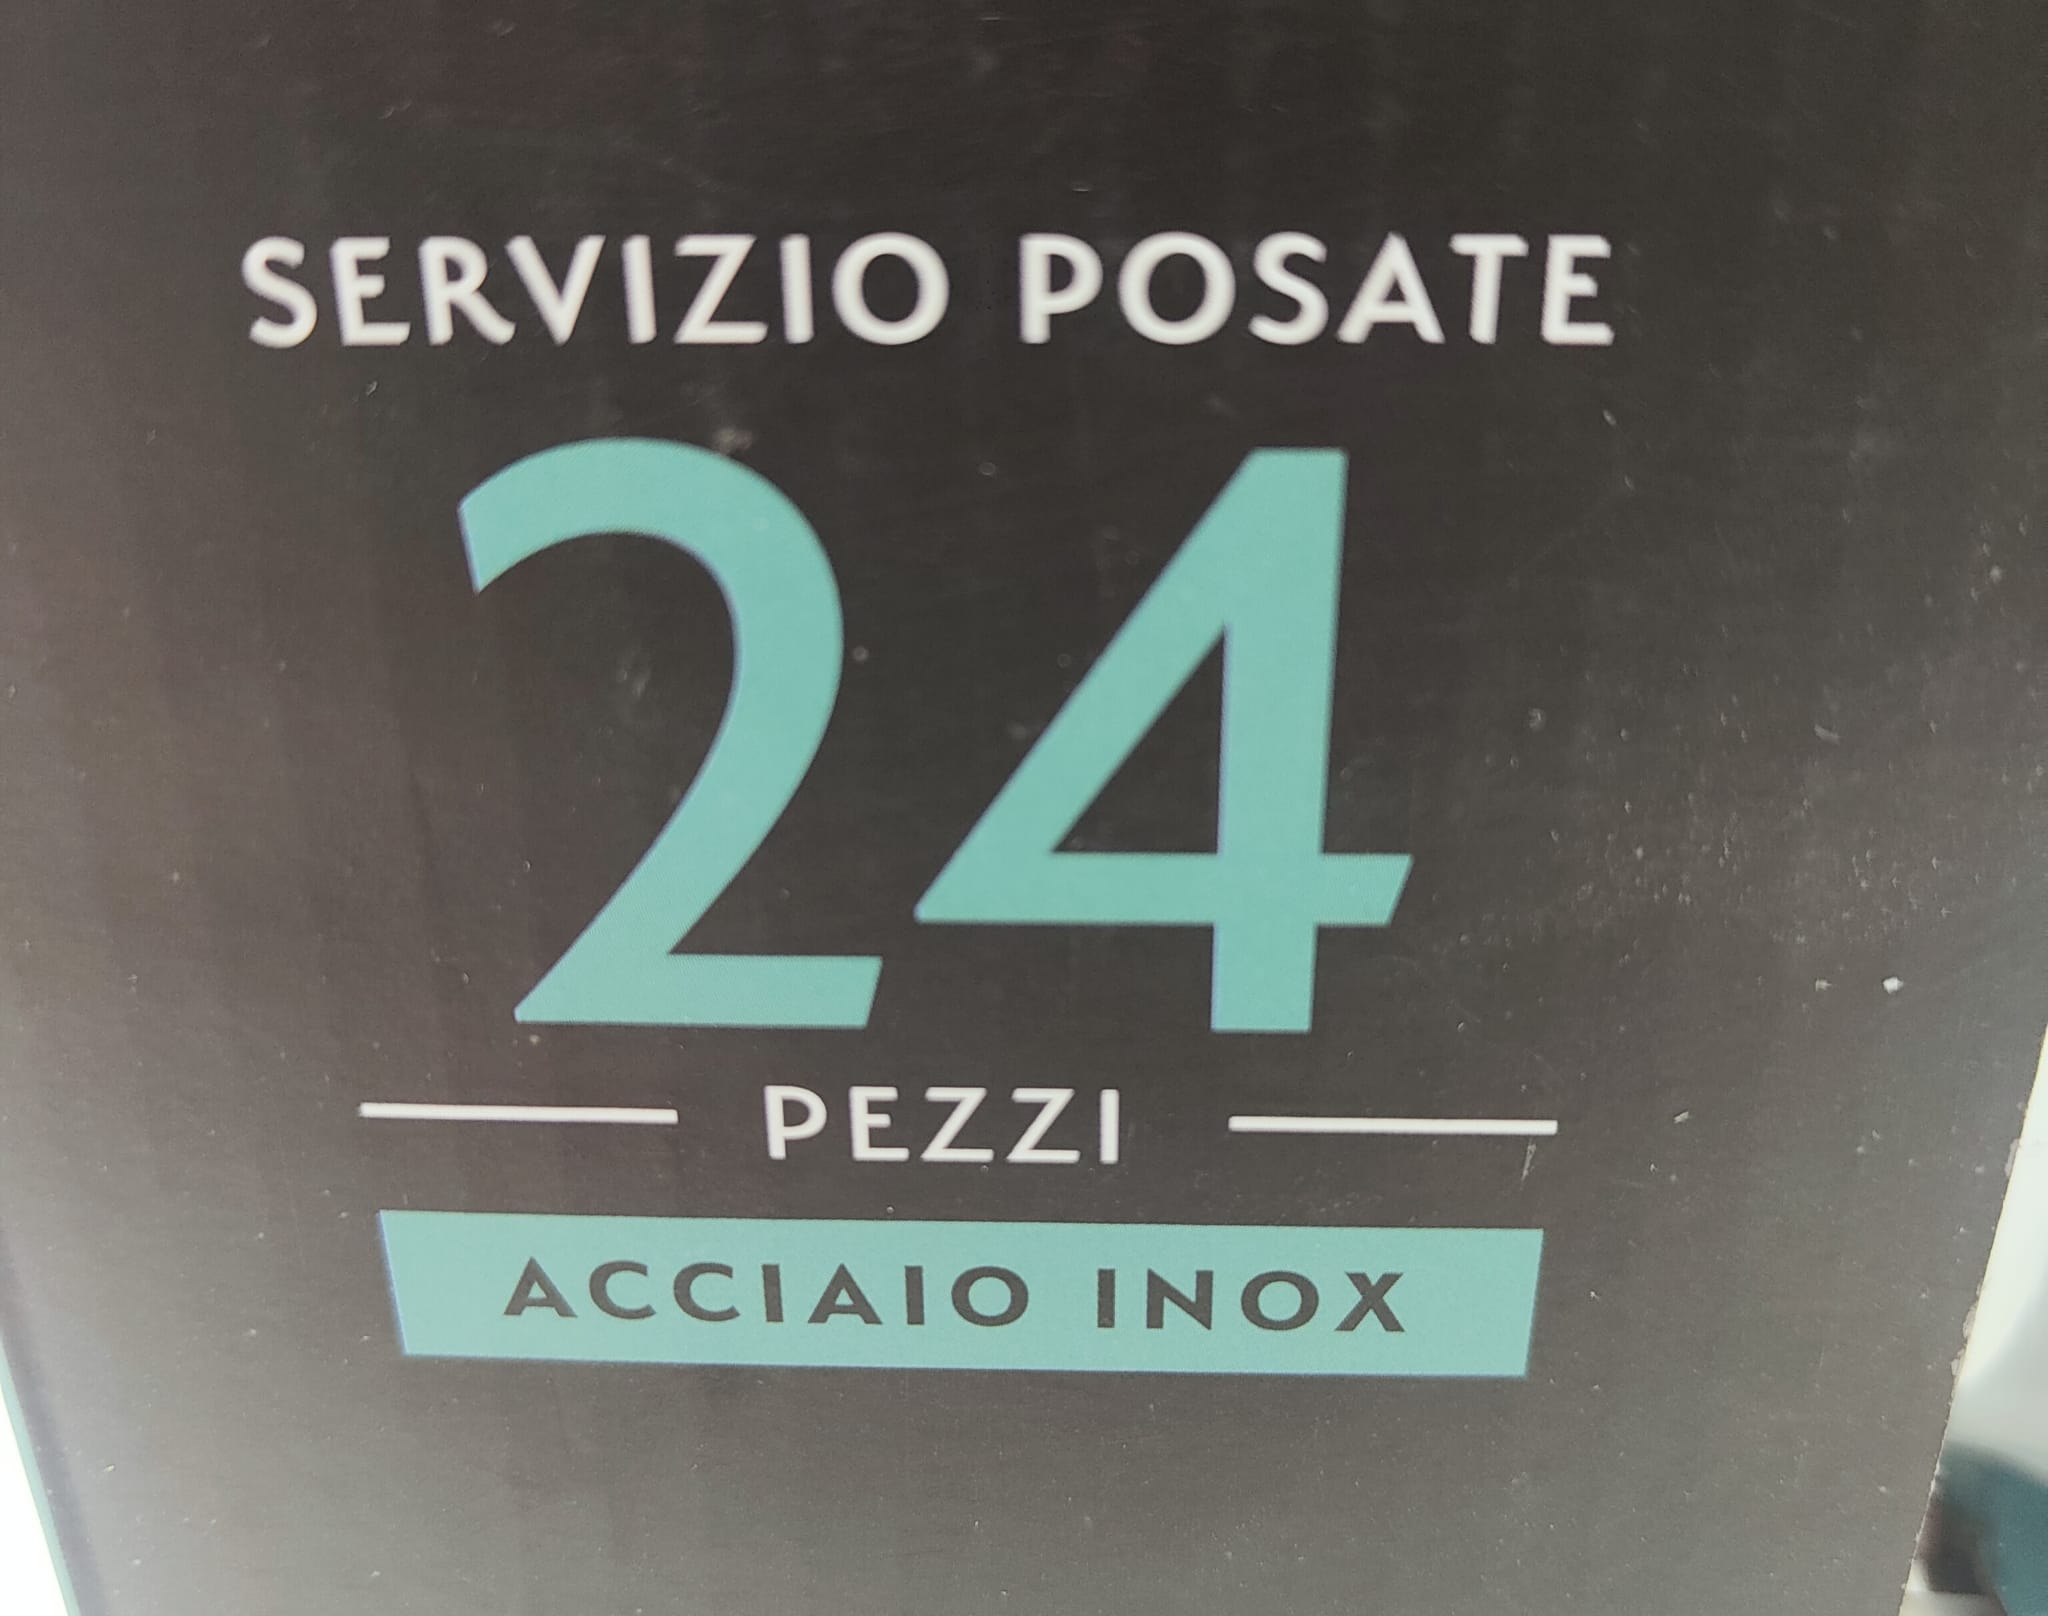 SERVIZIO POSATE
24
PEZZI
ACCIAIO INOX